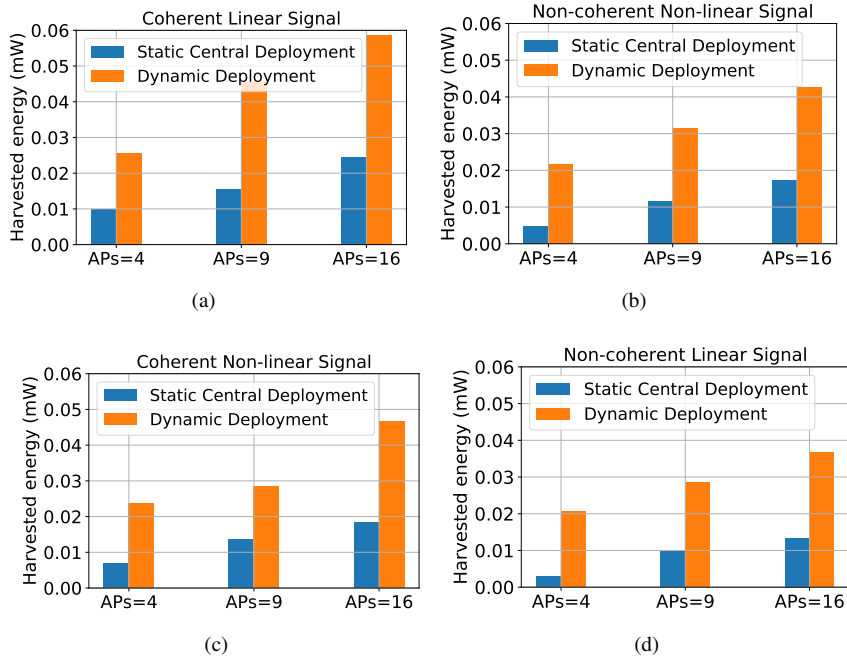 Coherent Linear Signal
Harvested energy (mW)
0.06
0.05
0.04
0.03
0.02
0.01
0.00
Static Central Deployment
Dynamic Deployment
APs=4 APs=9 APs=16
(a)
Non-coherent Non-linear Signal
Harvested energy (mW)
0.06
0.05
0.04
0.03
0.02
0.01
0.00
Static Central Deployment
Dynamic Deployment
APs=4 APs=9 APs=16
(b)
Coherent Non-linear Signal
Harvested energy (mW)
0.06
0.05
0.04
0.03
0.02
0.01
0.00
Static Central Deployment
Dynamic Deployment
APs=4 APs=9 APs=16
(c)
Non-coherent Linear Signal
Harvested energy (mW)
0.06
0.05
0.04
0.03
0.02
0.01
0.00
Static Central Deployment
Dynamic Deployment
APs=4 APs=9 APs=16
(d)